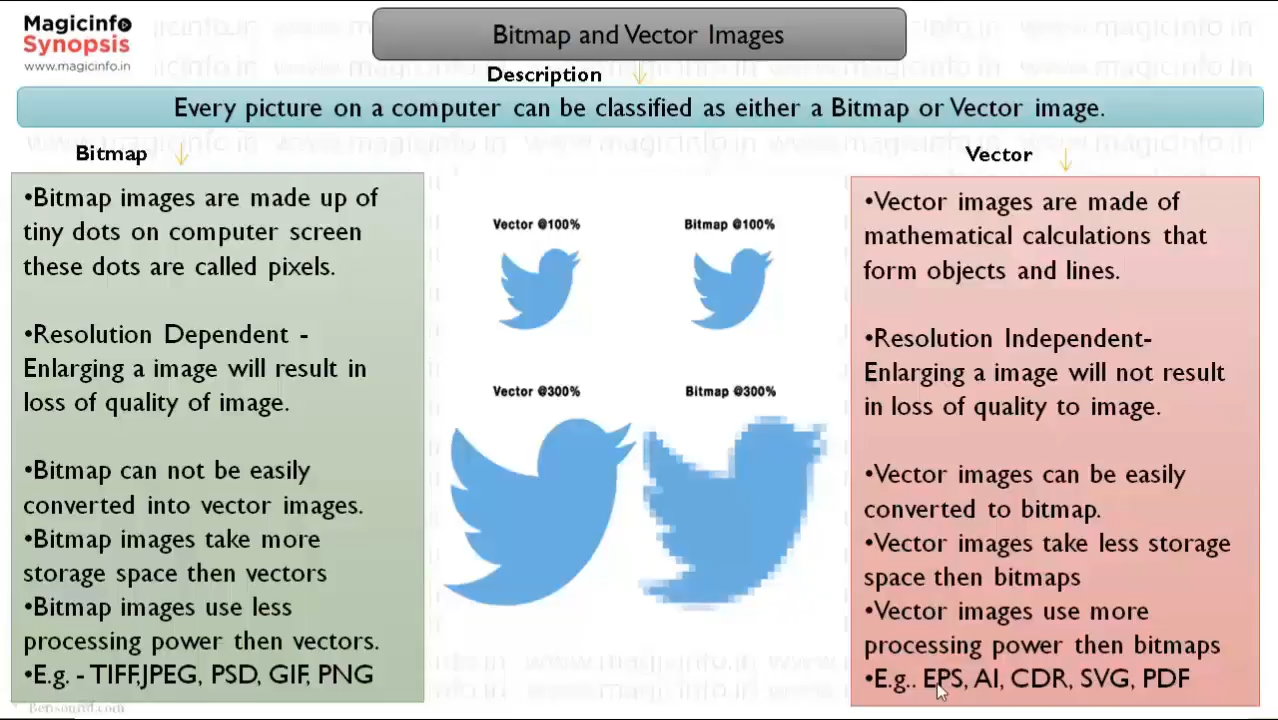 Magicinfo
Synopsis
www.magicinfo.in
Bitmap and Vector Images
Description
Every picture on a computer can be classified as either a Bitmap or Vector image.
Bitmap
•Bitmap images are made up of
tiny dots on computer screen
these dots are called pixels.
•Resolution Dependent -
Enlarging a image will result in
loss of quality of image.
•Bitmap can not be easily
converted into vector images.
•Bitmap images take more
storage space then vectors
•Bitmap images use less
processing power then vectors.
•E.g. - TIFF,JPEG, PSD, GIF, PNG
Vector @100%
Bitmap @100%
Vector @300%
Bitmap @300%
Vector
•Vector images are made of
mathematical calculations that
form objects and lines.
•Resolution Independent-
Enlarging a image will not result
in loss of quality to image.
•Vector images can be easily
converted to bitmap.
•Vector images take less storage
space then bitmaps
•Vector images use more
processing power then bitmaps
•E.g.. EPS, AI, CDR, SVG, PDF
Bensound.com